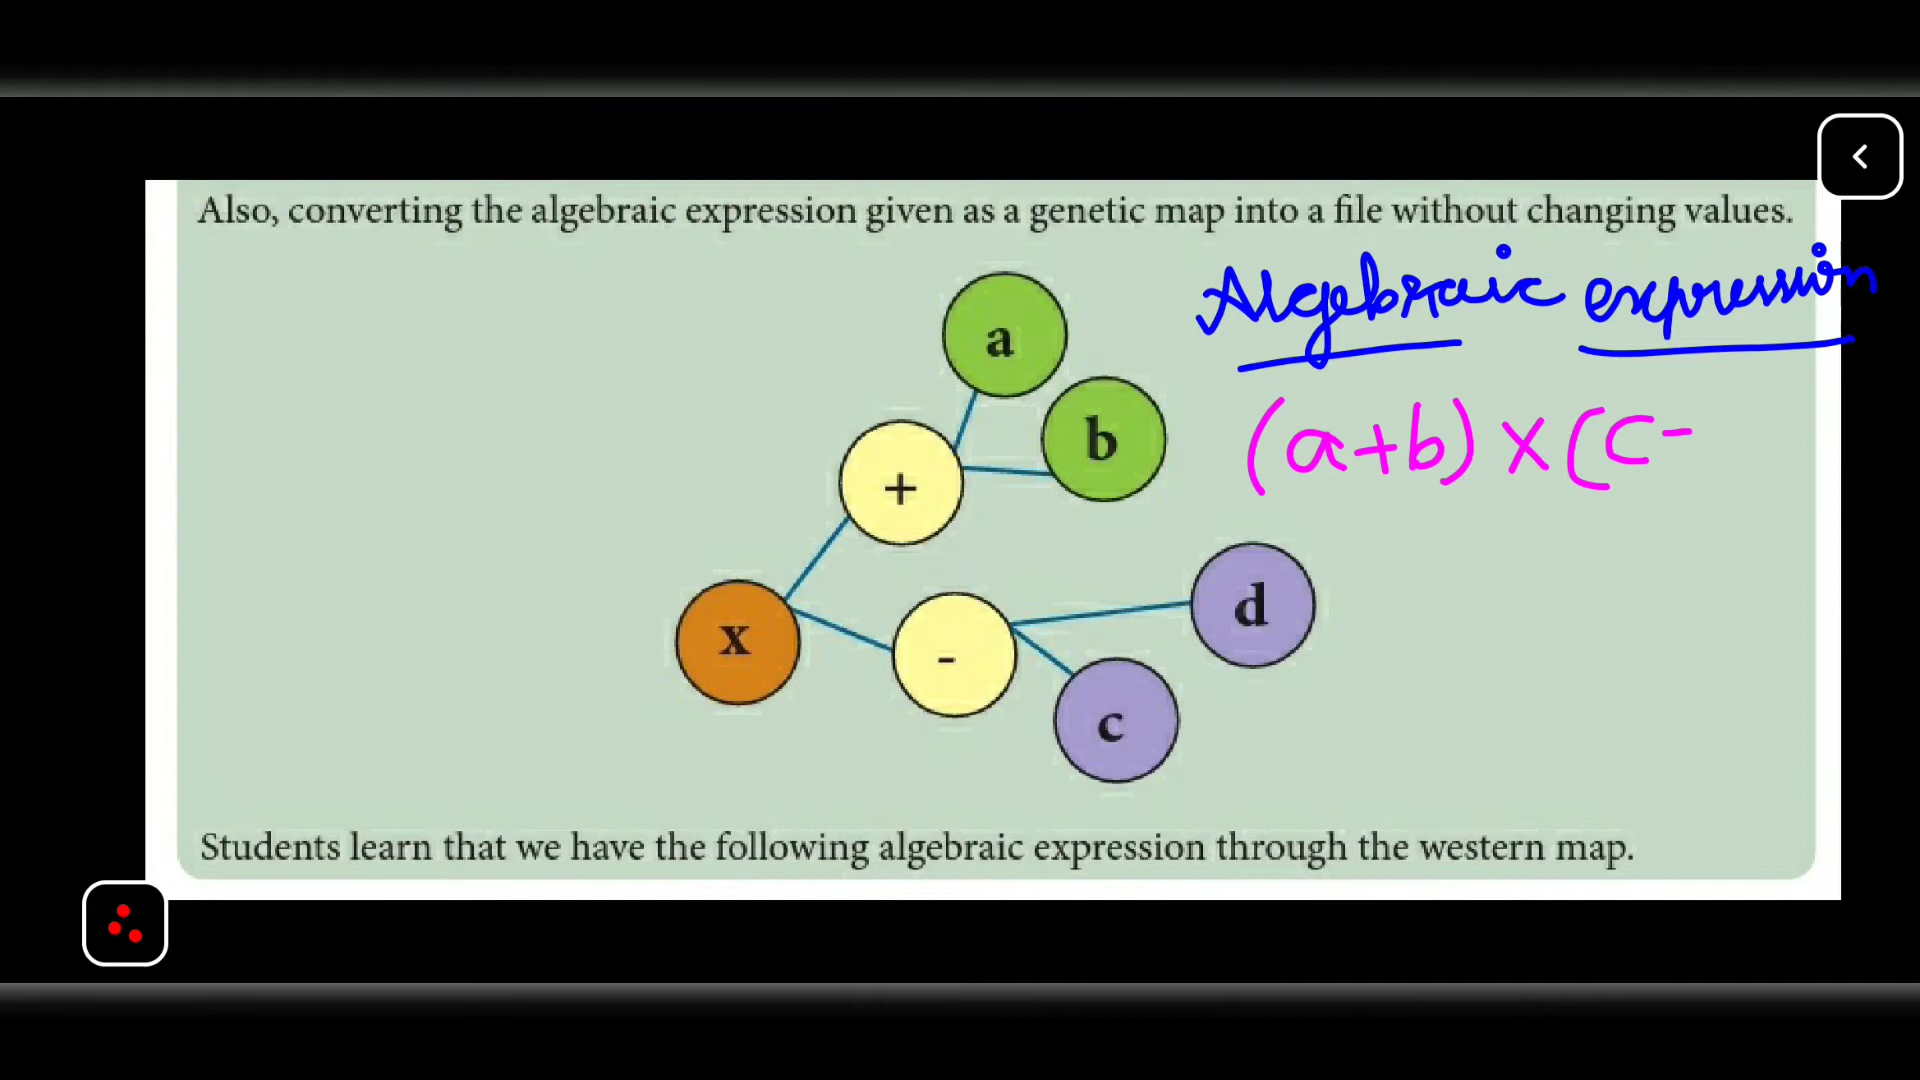 Also, converting the algebraic expression given as a genetic map into a file without changing values.
Algebraic expression
a
b
(a+b) × (c-
+
d
x
-
c
Students learn that we have the following algebraic expression through the western map.